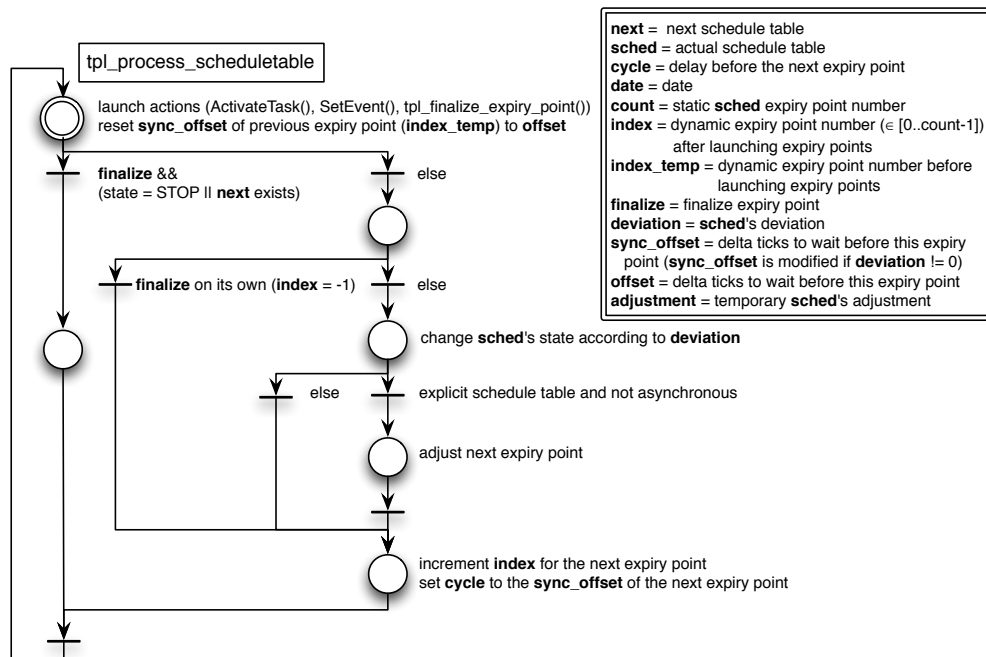 tpl_process_scheduletable
launch actions (ActivateTask(), SetEvent(), tpl_finalize_expiry_point())
reset sync_offset of previous expiry point (index_temp) to offset
finalize &&
(state = STOP || next exists)
else
finalize on its own (index = -1)
else
change sched's state according to deviation
else
explicit schedule table and not asynchronous
adjust next expiry point
increment index for the next expiry point
set cycle to the sync_offset of the next expiry point
next = next schedule table
sched = actual schedule table
cycle = delay before the next expiry point
date = date
count = static sched expiry point number
index = dynamic expiry point number (∈ [0..count-1])
after launching expiry points
index_temp = dynamic expiry point number before
launching expiry points
finalize = finalize expiry point
deviation = sched's deviation
sync_offset = delta ticks to wait before this expiry
point (sync_offset is modified if deviation != 0)
offset = delta ticks to wait before this expiry point
adjustment = temporary sched's adjustment